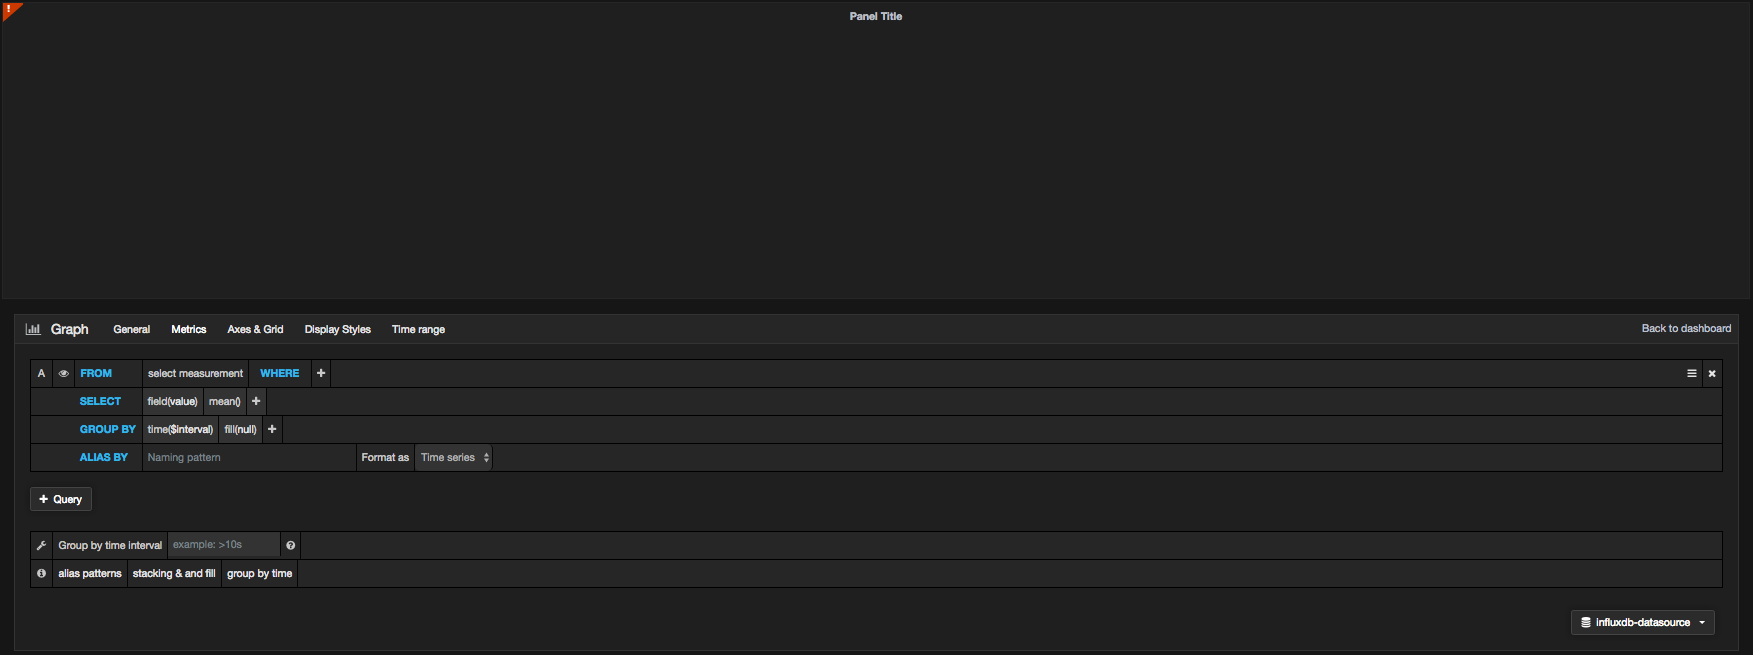 !
Panel Title
Graph General Metrics Axes & Grid Display Styles Time range Back to dashboard
A FROM select measurement WHERE +
SELECT field(value) mean() +
GROUP BY time($interval) fill(null) +
ALIAS BY Naming pattern Format as Time series
+ Query
Group by time interval example: >10s ?
alias patterns stacking & and fill group by time
influxdb-datasource